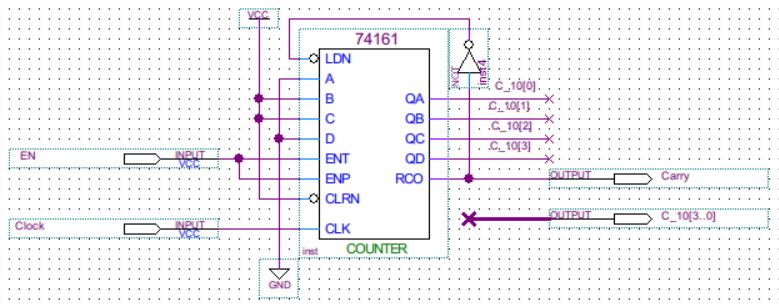 VCC
74161
LDN
A
B
C
D
ENT
ENP
CLRN
CLK
QA
QB
QC
QD
RCO
NOT
inst4
C_10[0]
C_10[1]
C_10[2]
C_10[3]
EN
INPUT
VCC
Clock
INPUT
VCC
OUTPUT
Carry
OUTPUT
C_10[3..0]
inst
COUNTER
GND